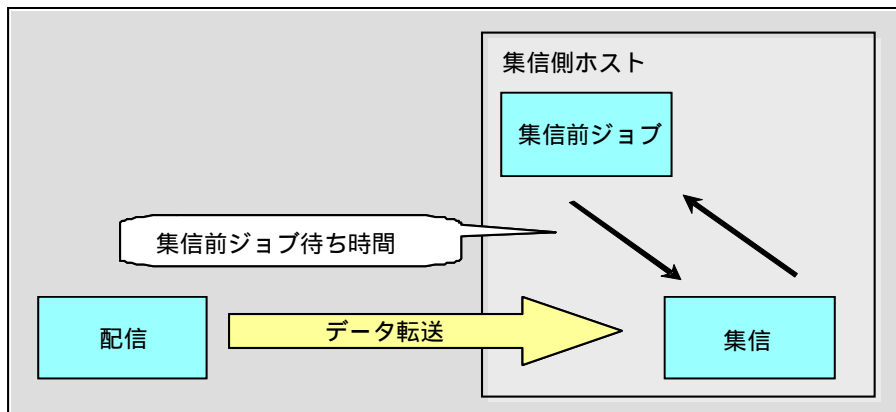 集信側ホスト
集信前ジョブ
集信前ジョブ待ち時間
配信
データ転送
集信